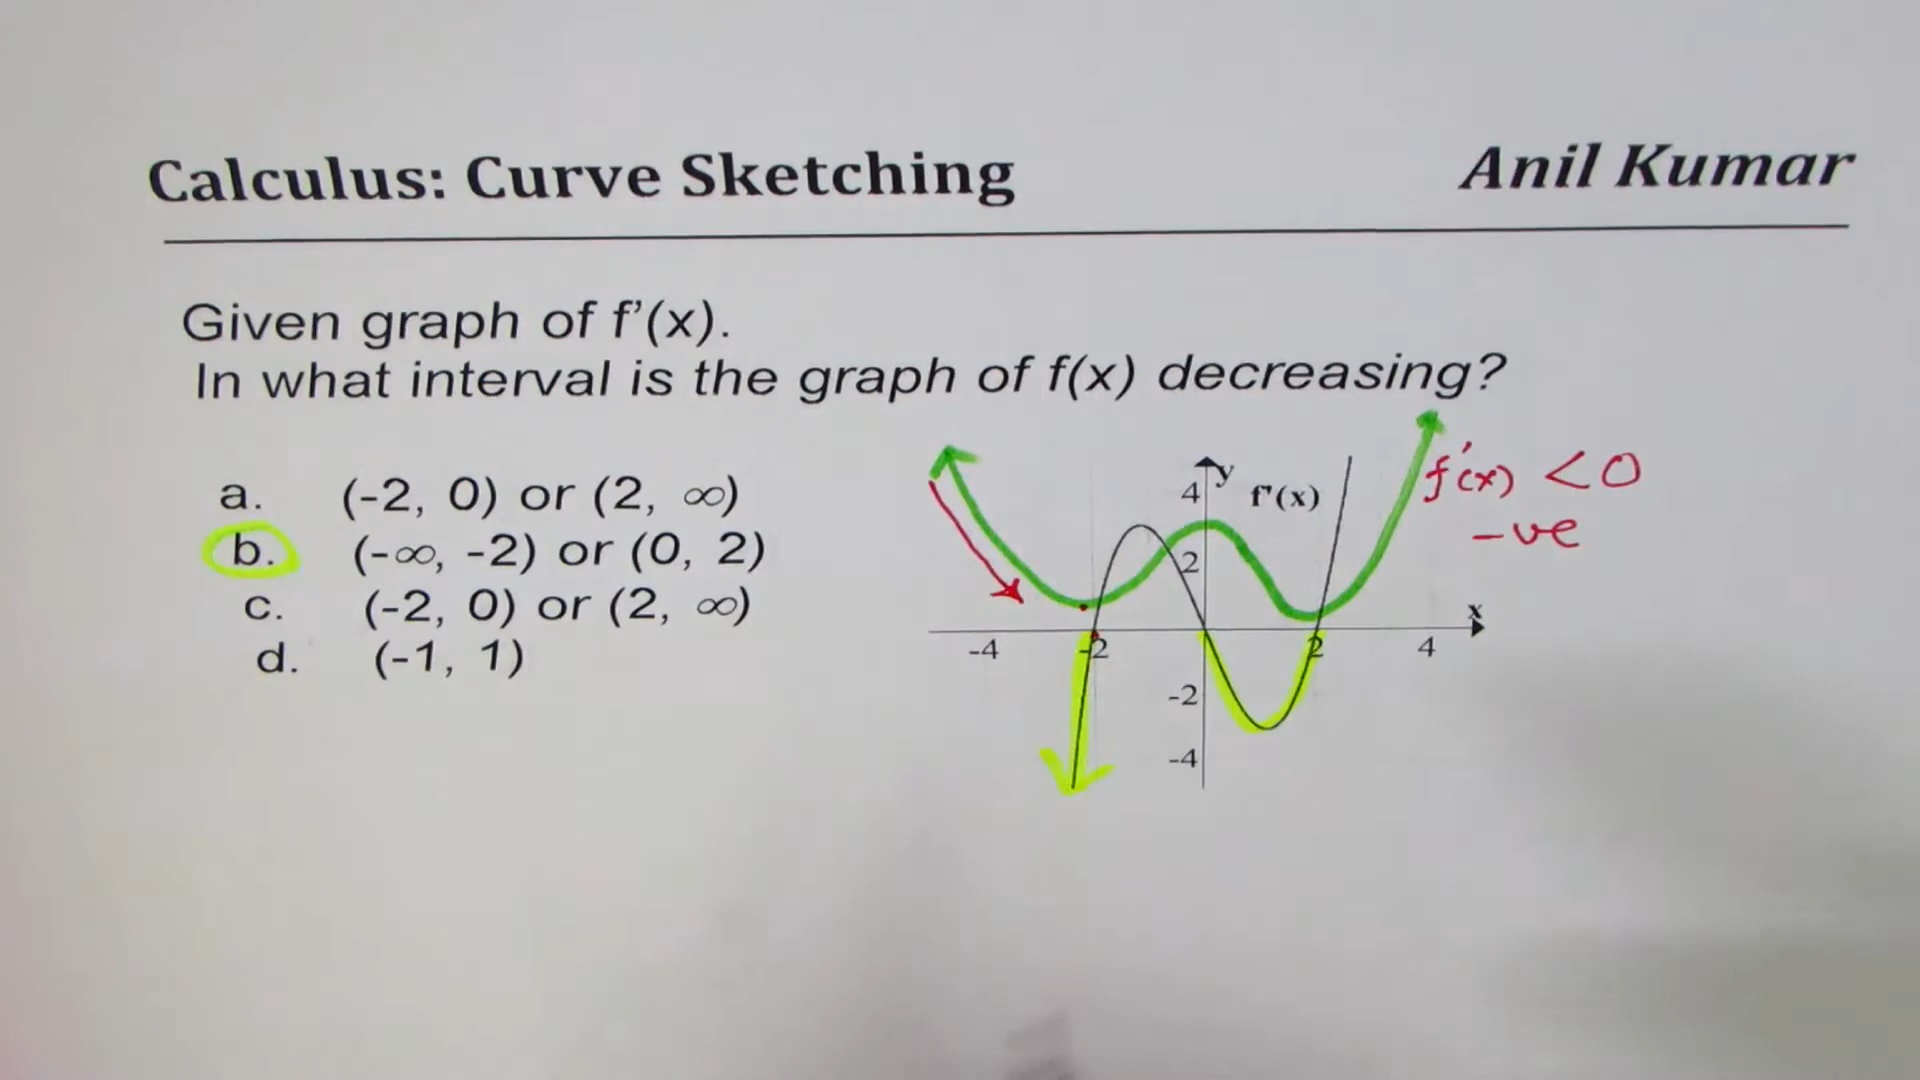 Calculus: Curve Sketching Anil Kumar
Given graph of f'(x).
In what interval is the graph of f(x) decreasing?
a. (-2, 0) or (2, ∞)
b. (-∞, -2) or (0, 2)
c. (-2, 0) or (2, ∞)
d. (-1, 1)
y
f'(x)
4
2
-4 -2 2 4
x
-2
-4
f'(x) <0
-ve